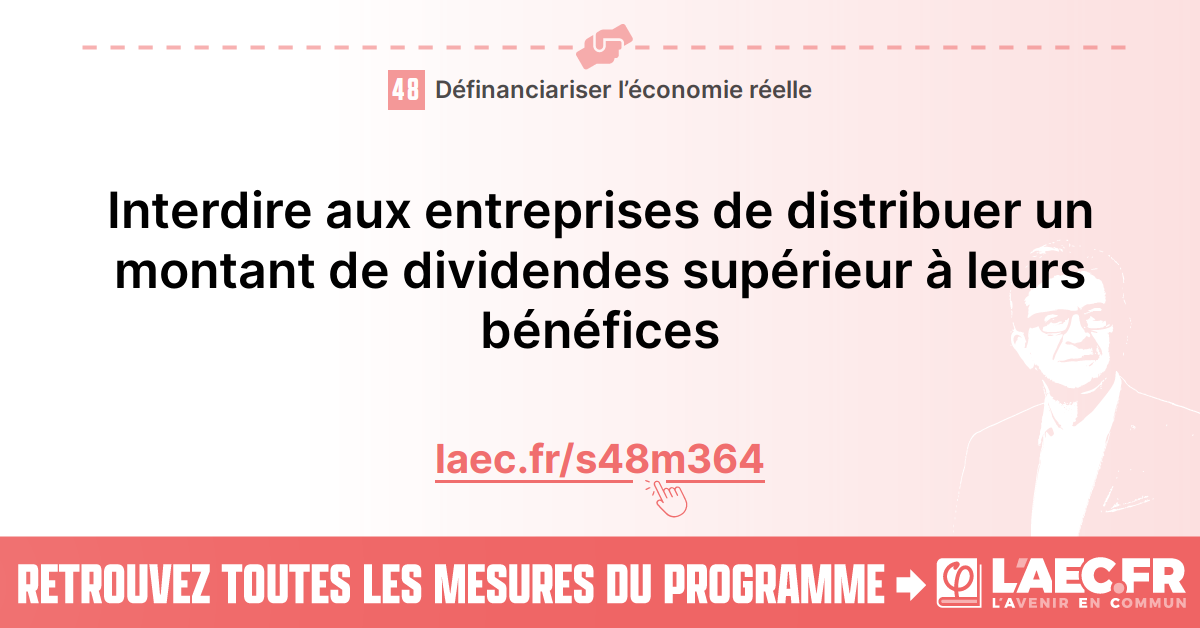 48 Définanciariser l’économie réelle
Interdire aux entreprises de distribuer un
montant de dividendes supérieur à leurs
bénéfices
laec.fr/s48m364
RETROUVEZ TOUTES LES MESURES DU PROGRAMME
φ L'AEC.FR
L'AVENIR EN COMMUN